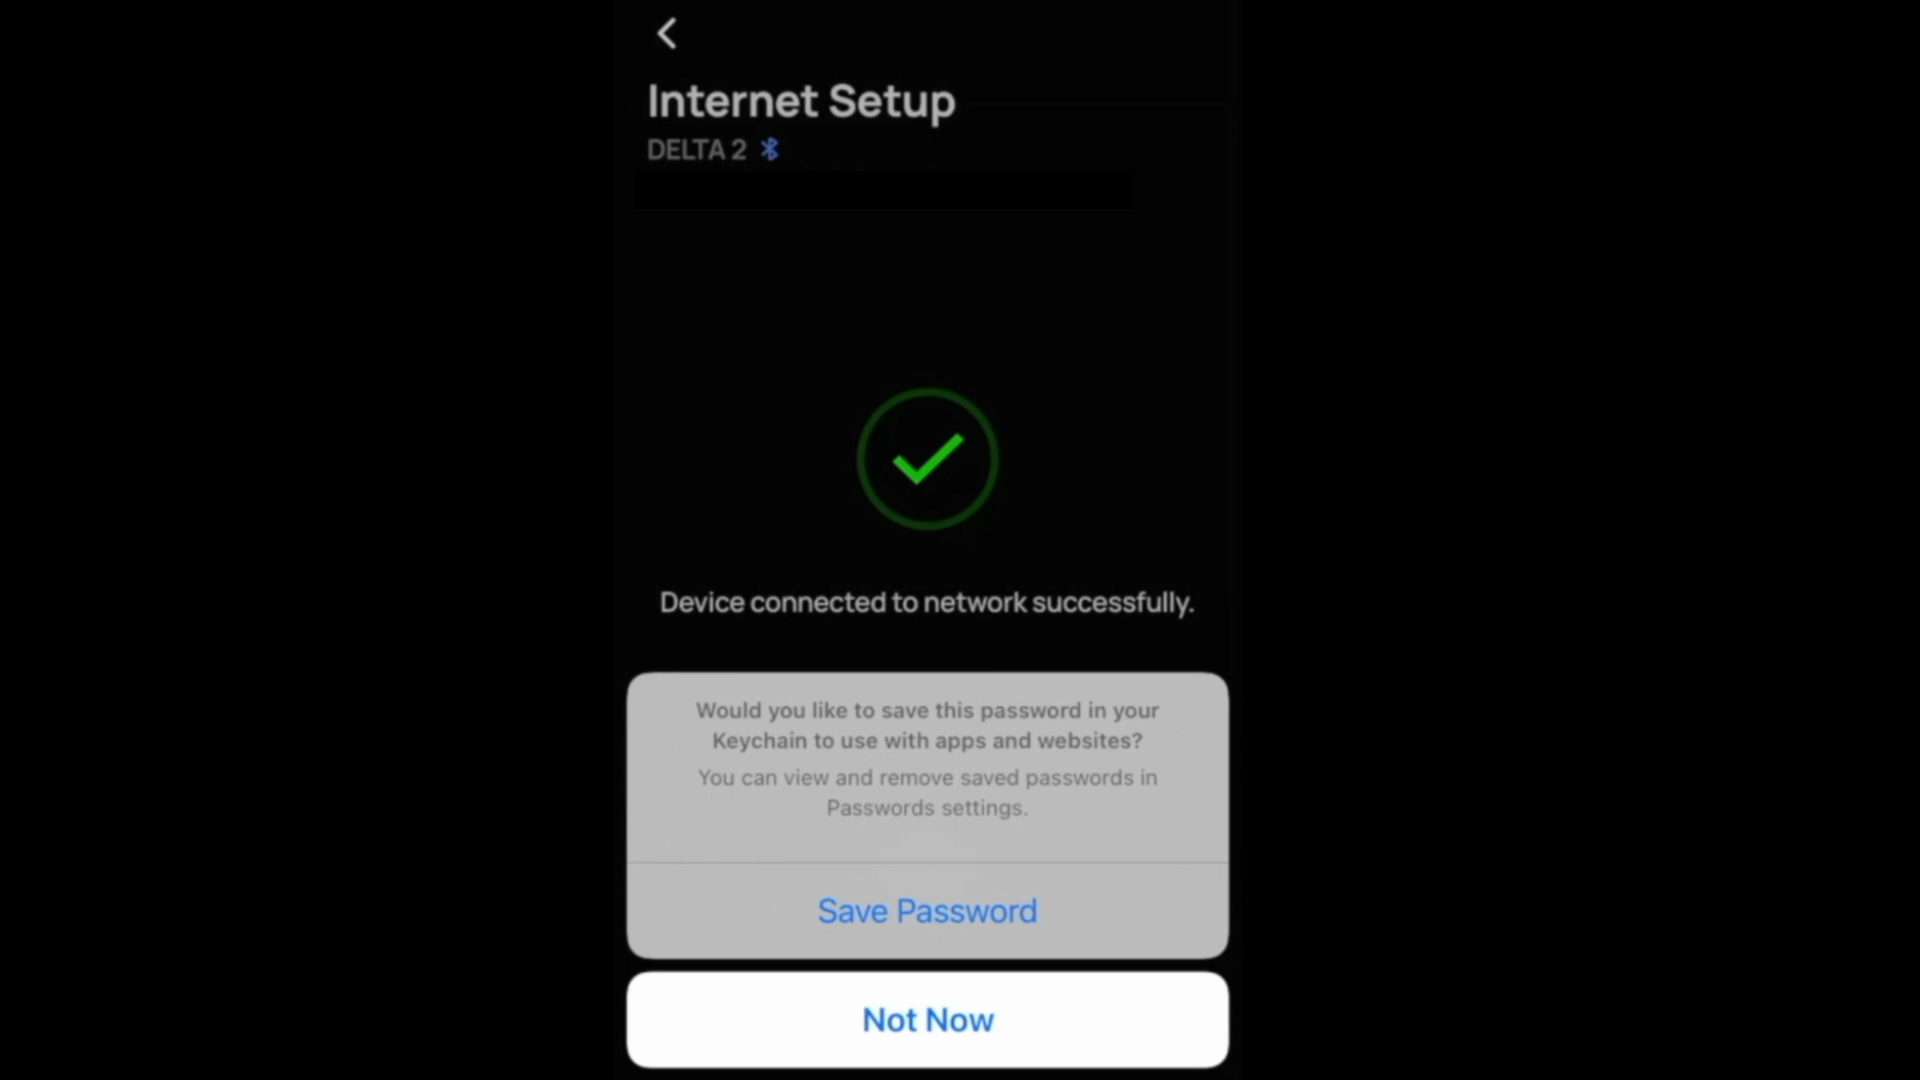 Internet Setup
DELTA 2
Device connected to network successfully.
Would you like to save this password in your
Keychain to use with apps and websites?
You can view and remove saved passwords in
Passwords settings.
Save Password
Not Now